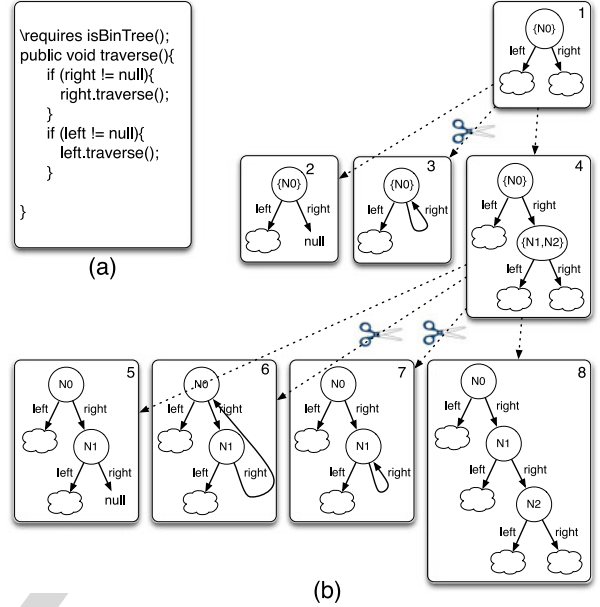 \requires isBinTree();
public void traverse(){
if (right != null){
right.traverse();
}
if (left != null){
left.traverse();
}
}
(a)
1
{N0}
left right
2
{N0}
left right
null
3
{N0}
left right
4
{N0}
left right
{N1,N2}
left right
5
N0
left right
N1
left right
null
6
N0
left right
N1
left right
7
N0
left right
N1
left right
8
N0
left right
N1
left right
N2
left right
(b)